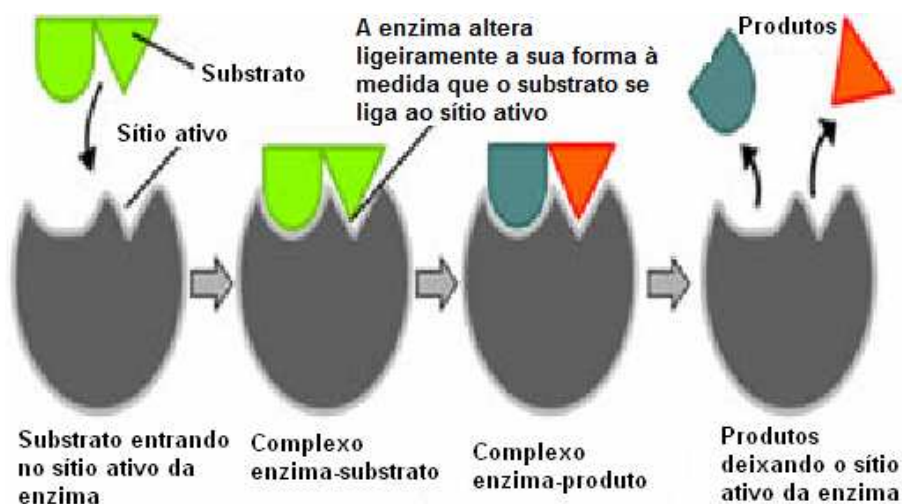 Substrato
Sítio ativo
A enzima altera
ligeiramente a sua forma à
medida que o substrato se
liga ao sítio ativo
Produtos
Substrato entrando
no sítio ativo da
enzima
Complexo
enzima-substrato
Complexo
enzima-produto
Produtos
deixando o sítio
ativo da enzima